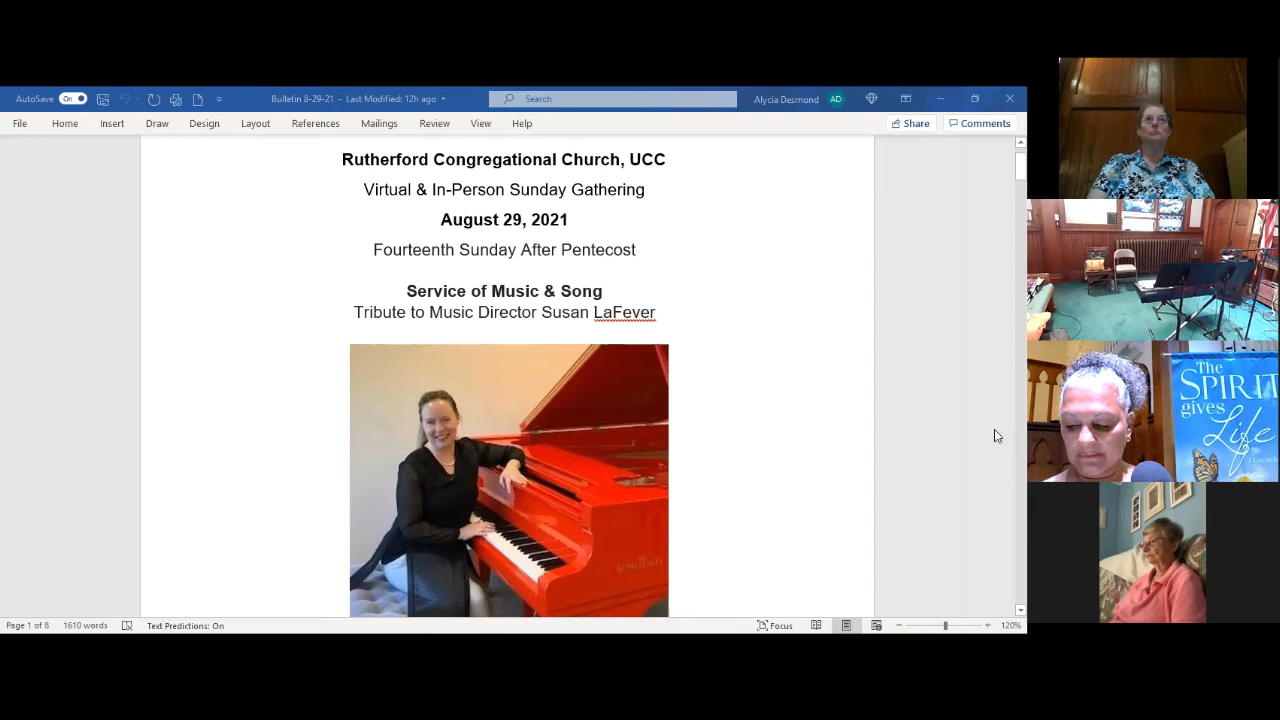 AutoSave On
Bulletin 8-29-21 - Last Modified: 12h ago
Search
Alycia Desmond AD
File Home Insert Draw Design Layout References Mailings Review View Help
Share Comments
Rutherford Congregational Church, UCC
Virtual & In-Person Sunday Gathering
August 29, 2021
Fourteenth Sunday After Pentecost
Service of Music & Song
Tribute to Music Director Susan LaFever
SCHIMMEL
The
SPIRIT
gives
Life
Page 1 of 8 1610 words Text Predictions: On
Focus 120%